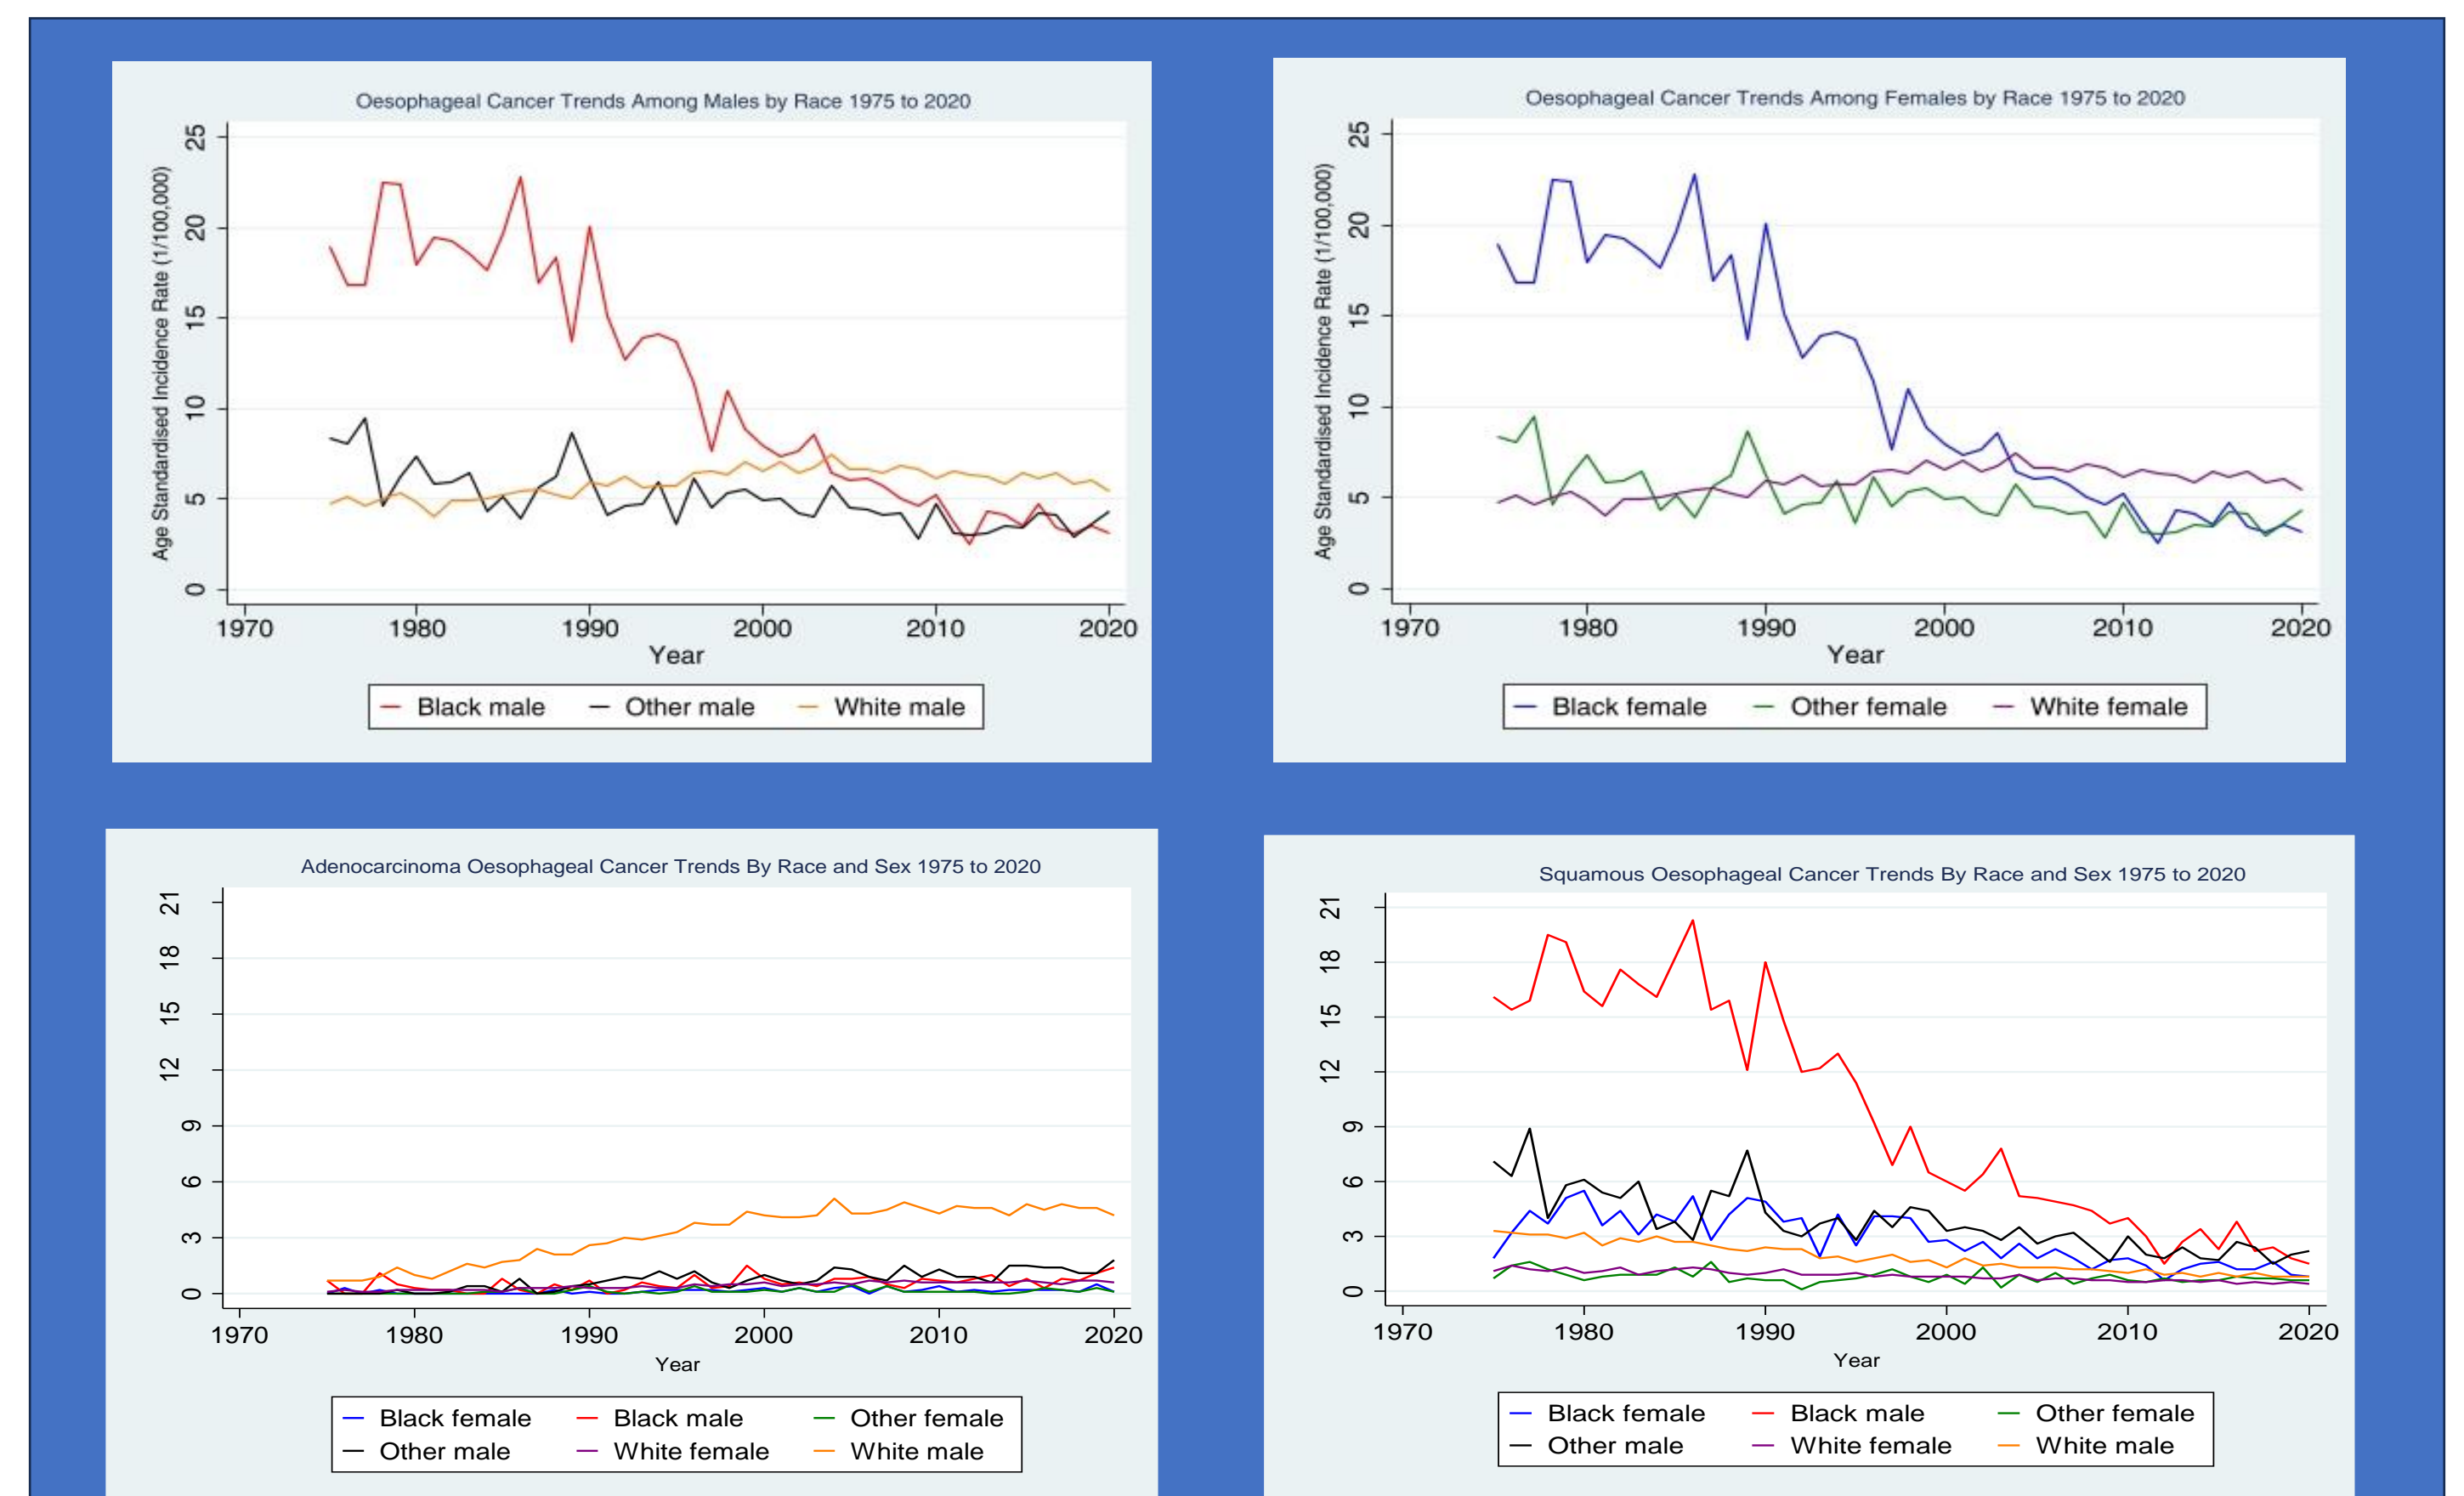 Oesophageal Cancer Trends Among Males by Race 1975 to 2020
Age Standardised Incidence Rate (1/100,000)
25
20
15
10
5
0
1970 1980 1990 2000 2010 2020
Year
Black male Other male White male
Oesophageal Cancer Trends Among Females by Race 1975 to 2020
Age Standardised Incidence Rate (1/100,000)
25
20
15
10
5
0
1970 1980 1990 2000 2010 2020
Year
Black female Other female White female
Adenocarcinoma Oesophageal Cancer Trends By Race and Sex 1975 to 2020
21
18
15
12
9
6
3
0
1970 1980 1990 2000 2010 2020
Year
Black female Black male Other female
Other male White female White male
Squamous Oesophageal Cancer Trends By Race and Sex 1975 to 2020
21
18
15
12
9
6
3
0
1970 1980 1990 2000 2010 2020
Year
Black female Black male Other female
Other male White female White male